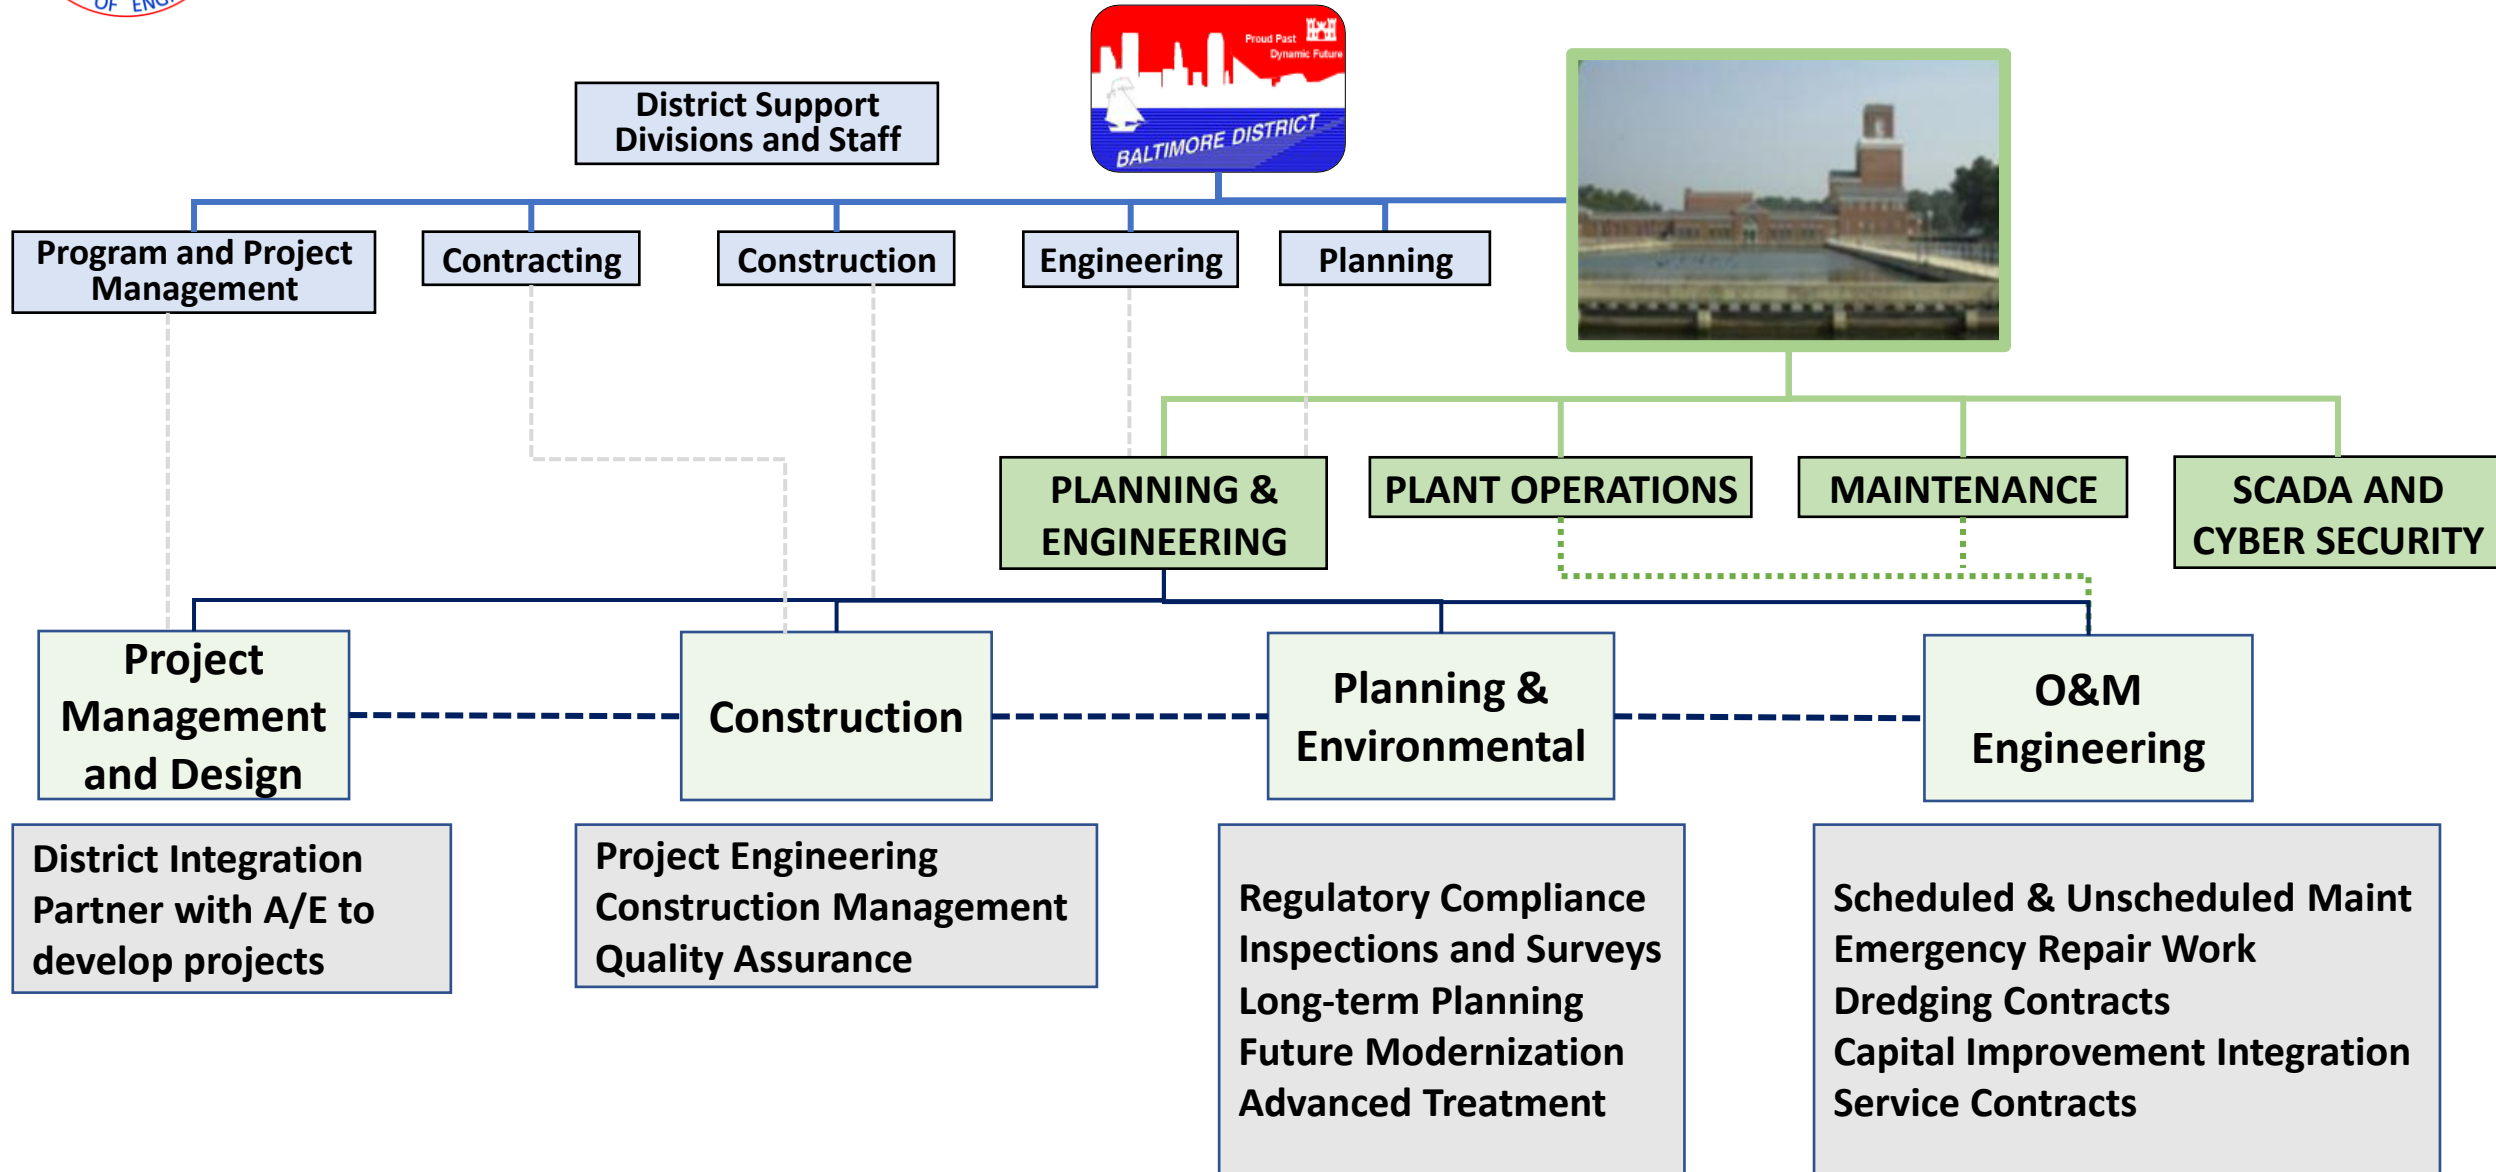 OF ENGI
Proud Past
Dynamic Future
BALTIMORE DISTRICT
District Support
Divisions and Staff
Program and Project
Management
Contracting
Construction
Engineering
Planning
PLANNING &
ENGINEERING
PLANT OPERATIONS
MAINTENANCE
SCADA AND
CYBER SECURITY
Project
Management
and Design
Construction
Planning &
Environmental
O&M
Engineering
District Integration
Partner with A/E to
develop projects
Project Engineering
Construction Management
Quality Assurance
Regulatory Compliance
Inspections and Surveys
Long-term Planning
Future Modernization
Advanced Treatment
Scheduled & Unscheduled Maint
Emergency Repair Work
Dredging Contracts
Capital Improvement Integration
Service Contracts